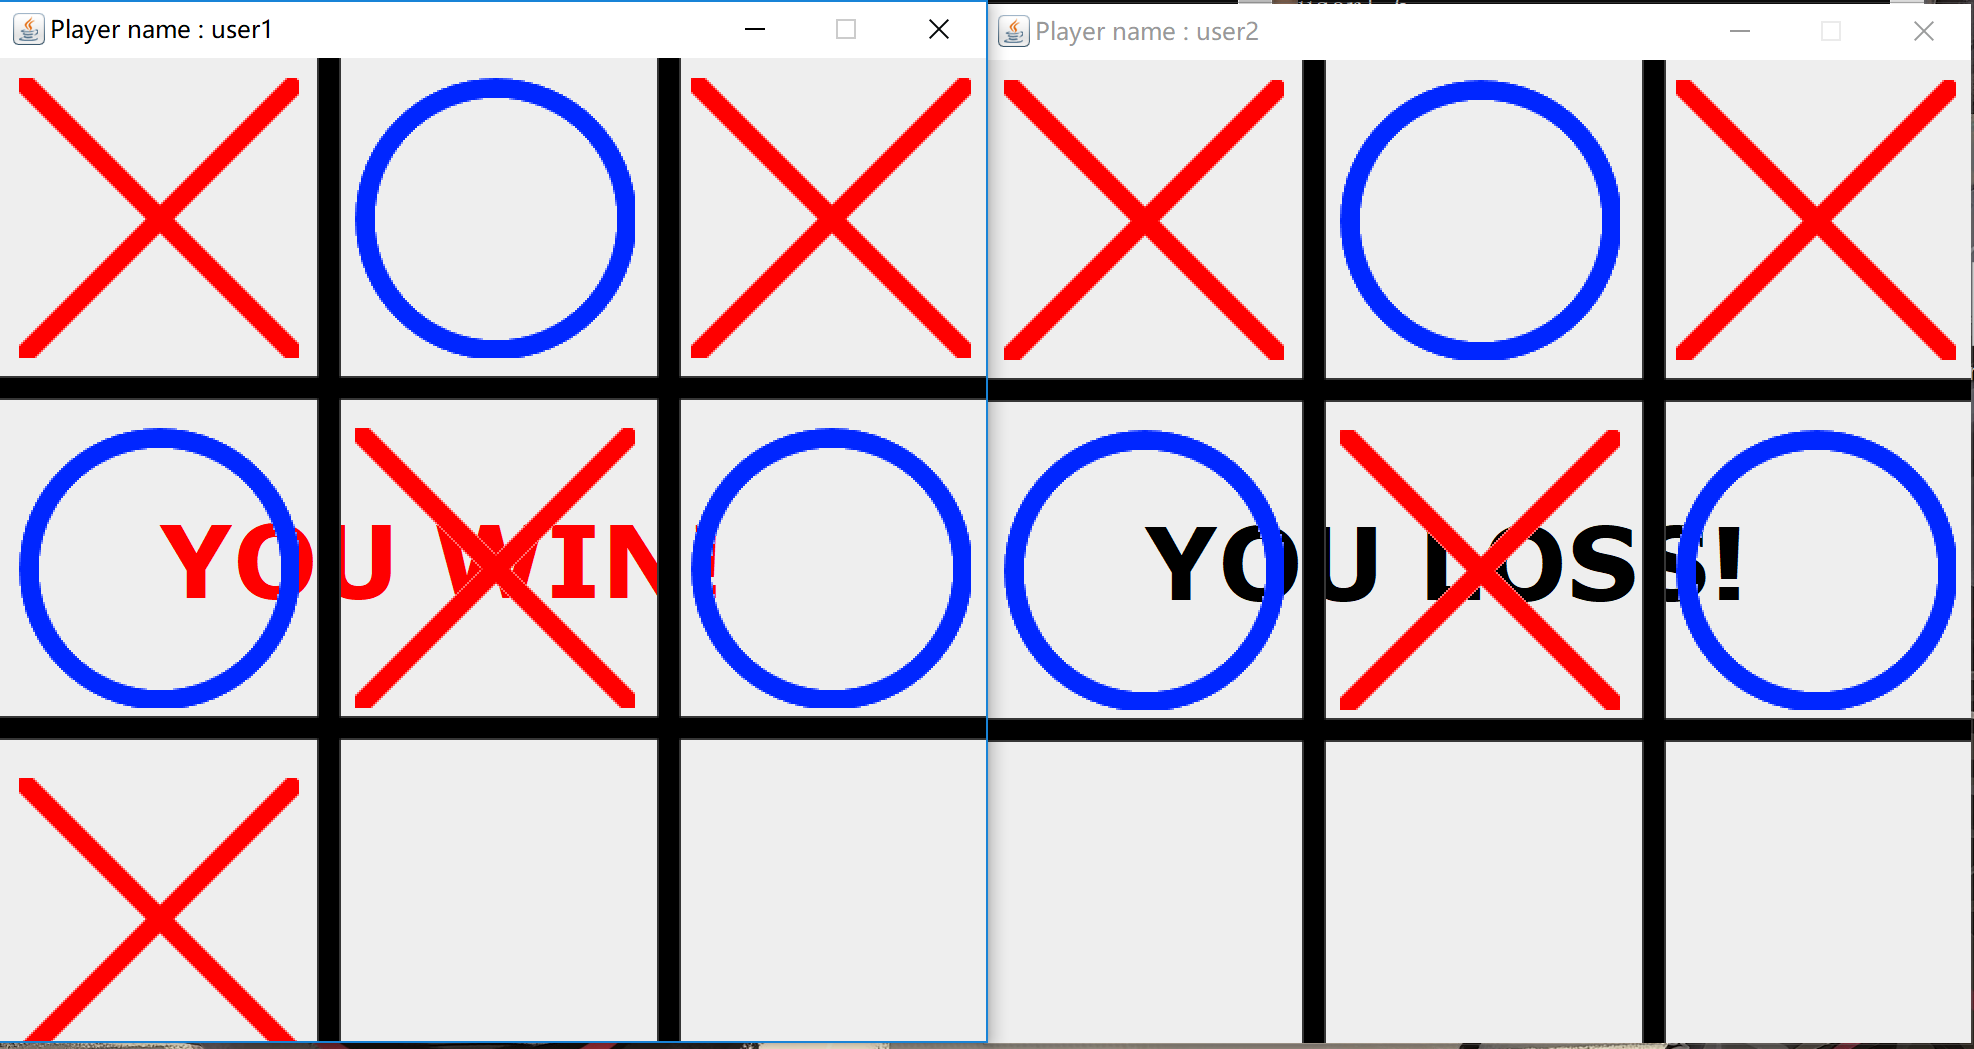 Player name : user1
Player name : user2
YOU WIN!
YOU LOSS!